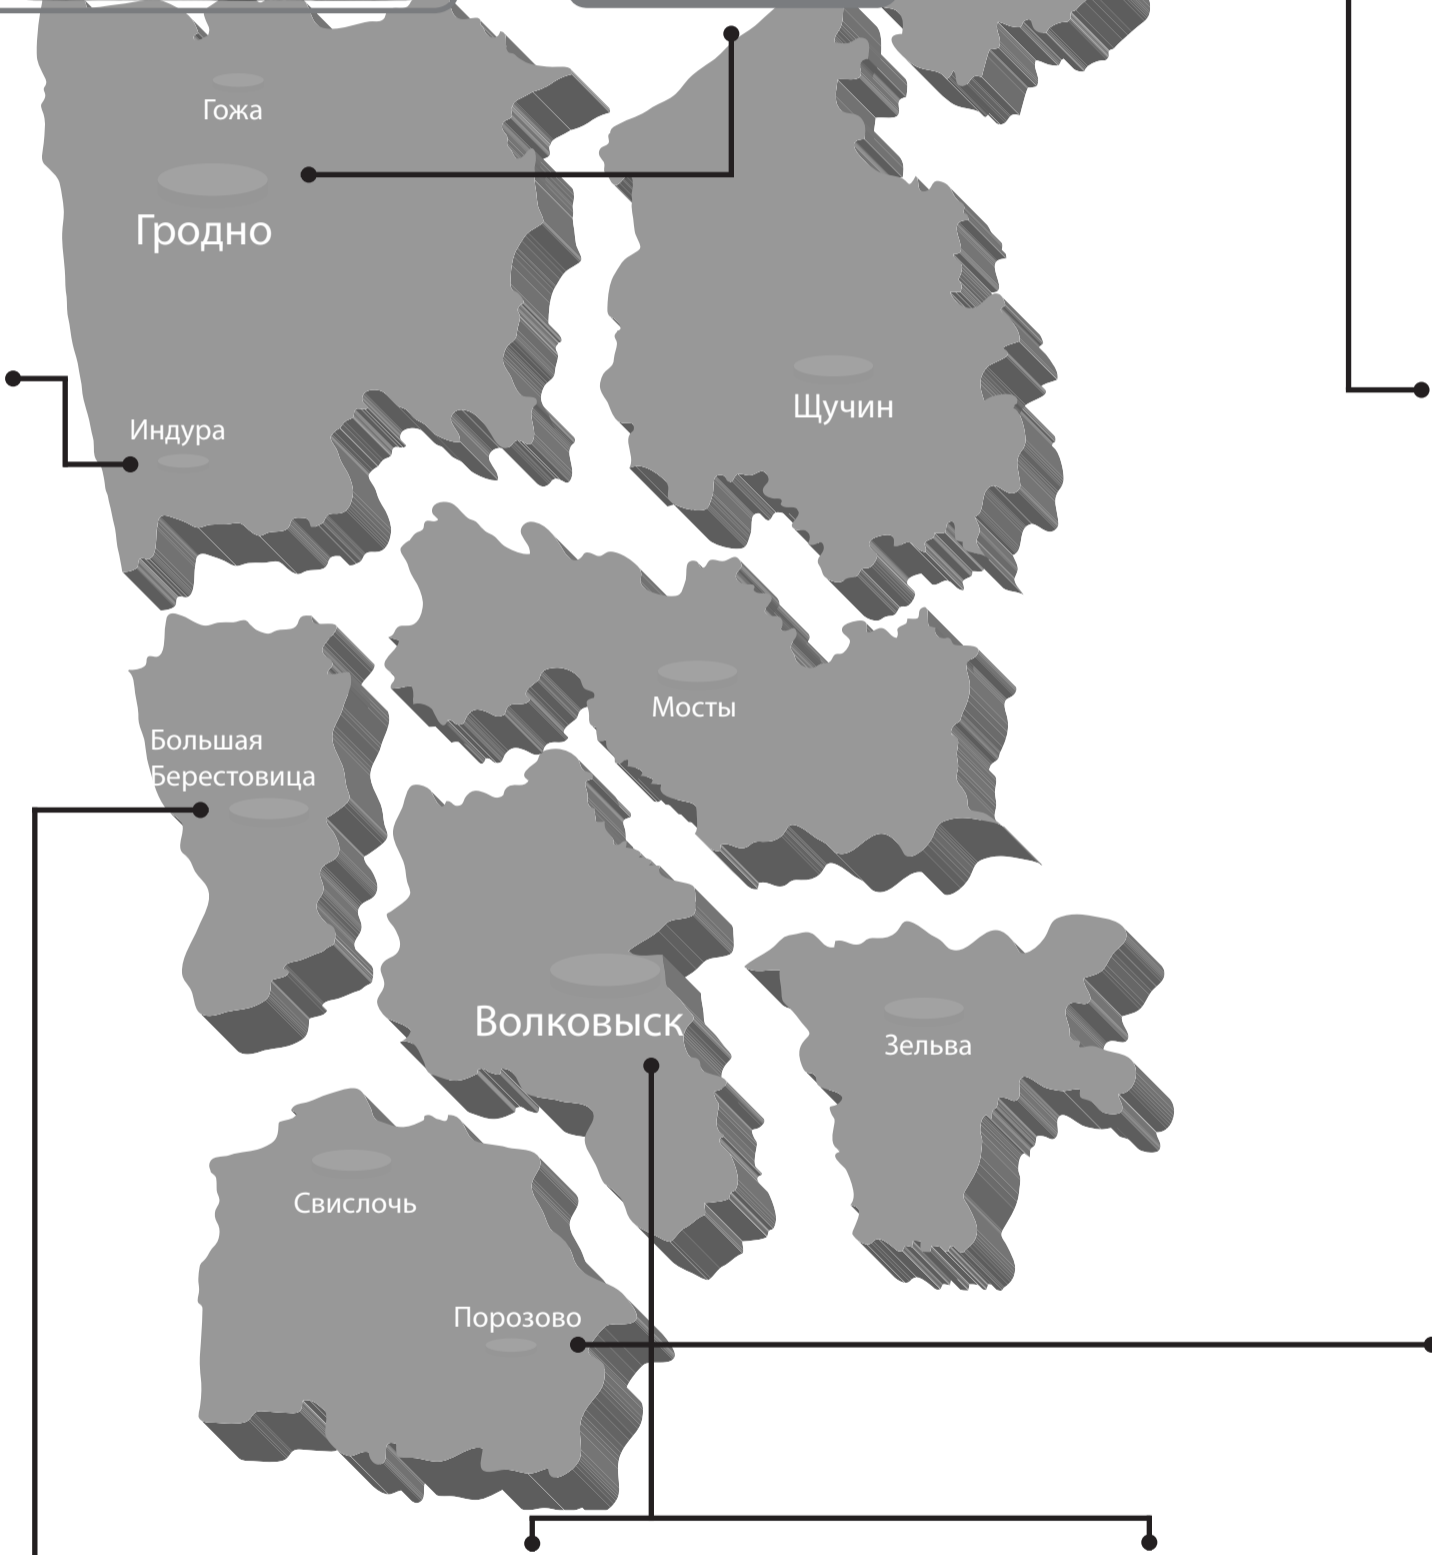 Гожа
Гродно
Щучин
Индура
Мосты
Большая
Берестовица
Волковыск
Зельва
Свислочь
Порозово